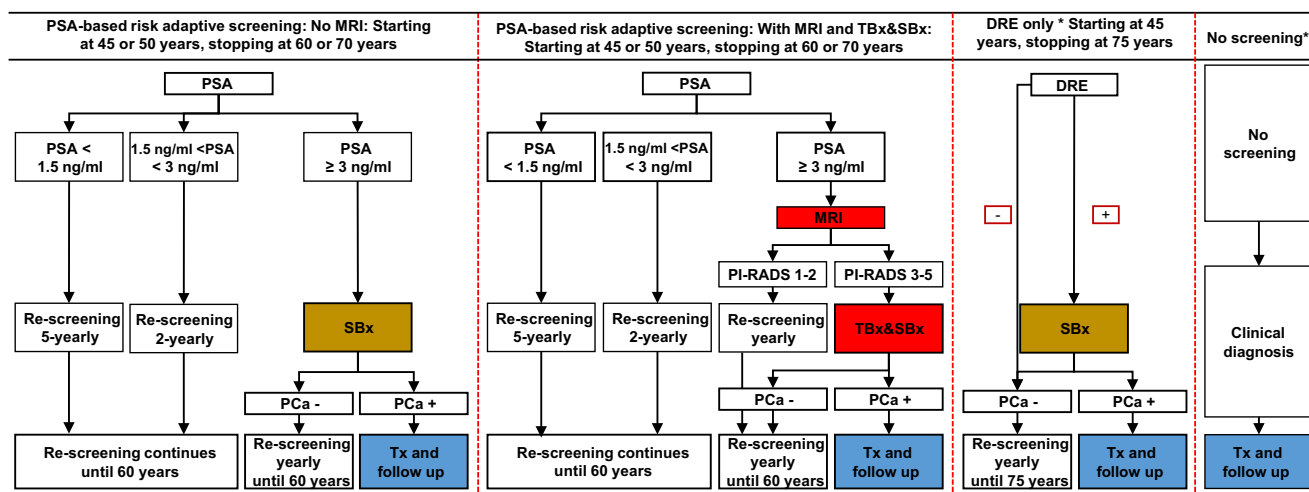 PSA-based risk adaptive screening: No MRI: Starting
at 45 or 50 years, stopping at 60 or 70 years
PSA
PSA <
1.5 ng/ml
1.5 ng/ml <PSA
< 3 ng/ml
PSA
≥ 3 ng/ml
Re-screening
5-yearly
Re-screening
2-yearly
SBx
PCa -
PCa +
Re-screening continues
until 60 years
Re-screening
yearly
until 60 years
Tx and
follow up
PSA-based risk adaptive screening: With MRI and TBx&SBx:
Starting at 45 or 50 years, stopping at 60 or 70 years
PSA
PSA
< 1.5 ng/ml
1.5 ng/ml <PSA
< 3 ng/ml
PSA
≥ 3 ng/ml
MRI
PI-RADS 1-2
PI-RADS 3-5
Re-screening
5-yearly
Re-screening
2-yearly
Re-screening
yearly
TBx&SBx
PCa -
PCa +
Re-screening continues
until 60 years
Re-screening
yearly
until 60 years
Tx and
follow up
DRE only * Starting at 45
years, stopping at 75 years
DRE
-
+
SBx
PCa -
PCa +
Re-screening
yearly
until 75 years
Tx and
follow up
No screening*
No
screening
Clinical
diagnosis
Tx and
follow up